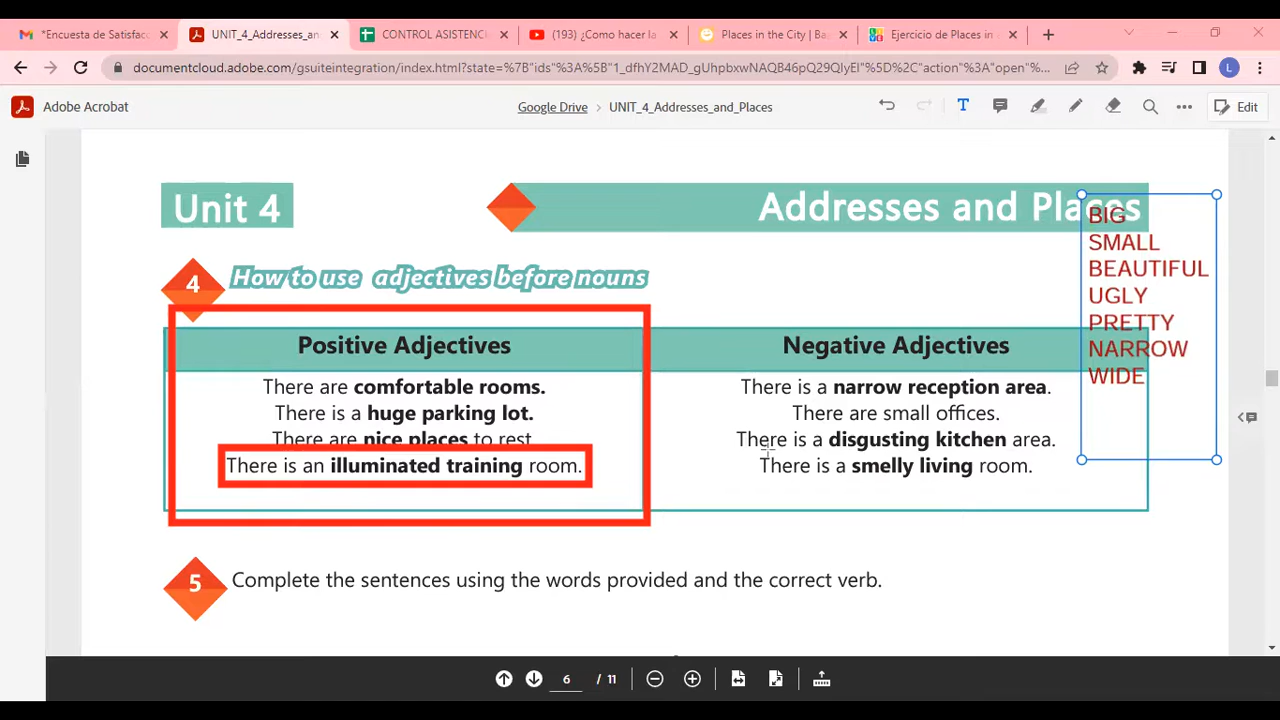 *Encuesta de Satisfac
UNIT_4_Addresses_an
CONTROL ASISTENCI
(193) ¿Como hacer la
Places in the City | Ba
Ejercicio de Places in
documentcloud.adobe.com/gsuiteintegration/index.html?state=%7B"ids"%3A%5B"1_dfhY2MAD_gUhpbxwNAQB46pQ29QlyEl"%5D%2C"action"%3A"open"%...
L
Adobe Acrobat
Google Drive > UNIT_4_Addresses_and_Places
Edit
Unit 4
Addresses and Places
4
How to use adjectives before nouns
Positive Adjectives
There are comfortable rooms.
There is a huge parking lot.
There are nice places to rest
There is an illuminated training room.
Negative Adjectives
There is a narrow reception area.
There are small offices.
There is a disgusting kitchen area.
There is a smelly living room.
BIG
SMALL
BEAUTIFUL
UGLY
PRETTY
NARROW
WIDE
5
Complete the sentences using the words provided and the correct verb.
6 / 11